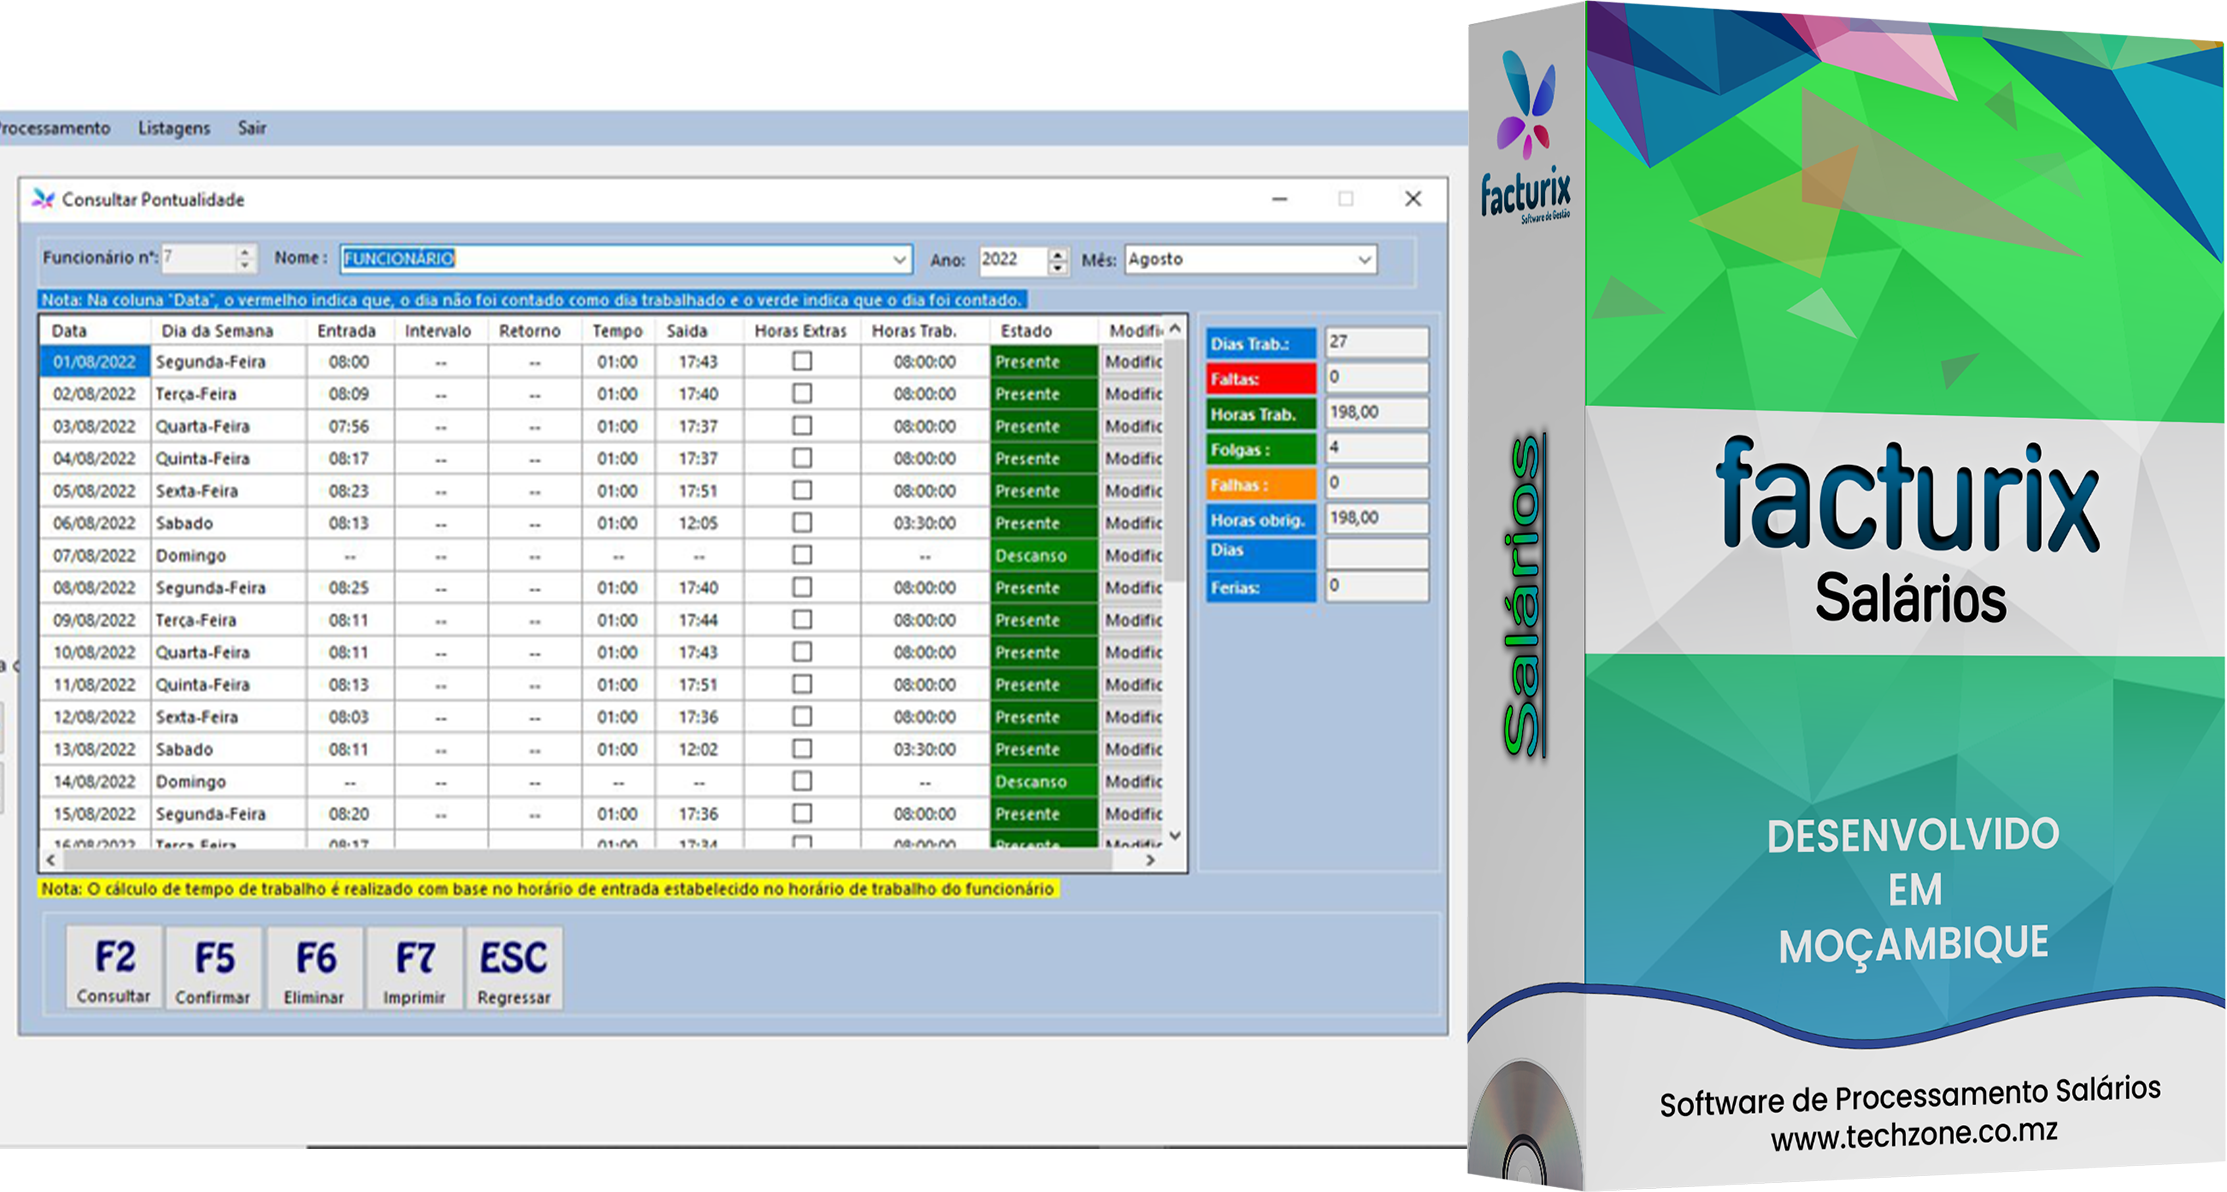 Processamento Listagens Sair
Consultar Pontualidade
Funcionário nº: 7 Nome : FUNCIONÁRIO Ano: 2022 Mês: Agosto
Nota: Na coluna "Data", o vermelho indica que, o dia não foi contado como dia trabalhado e o verde indica que o dia foi contado.
Data Dia da Semana Entrada Intervalo Retorno Tempo Saida Horas Extras Horas Trab. Estado Modific
01/08/2022 Segunda-Feira 08:00 -- -- 01:00 17:43 08:00:00 Presente Modific
02/08/2022 Terça-Feira 08:09 -- -- 01:00 17:40 08:00:00 Presente Modific
03/08/2022 Quarta-Feira 07:56 -- -- 01:00 17:37 08:00:00 Presente Modific
04/08/2022 Quinta-Feira 08:17 -- -- 01:00 17:37 08:00:00 Presente Modific
05/08/2022 Sexta-Feira 08:23 -- -- 01:00 17:51 08:00:00 Presente Modific
06/08/2022 Sabado 08:13 -- -- 01:00 12:05 03:30:00 Presente Modific
07/08/2022 Domingo -- -- -- -- -- -- Descanso Modific
08/08/2022 Segunda-Feira 08:25 -- -- 01:00 17:40 08:00:00 Presente Modific
09/08/2022 Terça-Feira 08:11 -- -- 01:00 17:44 08:00:00 Presente Modific
10/08/2022 Quarta-Feira 08:11 -- -- 01:00 17:43 08:00:00 Presente Modific
11/08/2022 Quinta-Feira 08:13 -- -- 01:00 17:51 08:00:00 Presente Modific
12/08/2022 Sexta-Feira 08:03 -- -- 01:00 17:36 08:00:00 Presente Modific
13/08/2022 Sabado 08:11 -- -- 01:00 12:02 03:30:00 Presente Modific
14/08/2022 Domingo -- -- -- -- -- -- Descanso Modific
15/08/2022 Segunda-Feira 08:20 -- -- 01:00 17:36 08:00:00 Presente Modific
16/08/2022 Terça-Feira 08:17 01:00 17:34 08:00:00 Presente Modific
Dias Trab.: 27
Faltas: 0
Horas Trab. 198,00
Folgas : 4
Falhas : 0
Horas obrig. 198,00
Dias
Ferias: 0
Nota: O cálculo de tempo de trabalho é realizado com base no horário de entrada estabelecido no horário de trabalho do funcionário
F2 F5 F6 F7 ESC
Consultar Confirmar Eliminar Imprimir Regressar
facturix
Software de Gestão
Salários
facturix
Salários
DESENVOLVIDO
EM
MOÇAMBIQUE
Software de Processamento Salários
www.techzone.co.mz